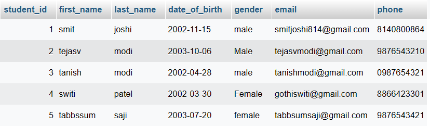 student_id first_name last_name date_of_birth gender email phone
1 smit joshi 2002-11-15 male smitjoshi814@gmail.com 8140800864
2 tejasv modi 2003-10-06 Male tejasvmodi@gmail.com 9876543210
3 tanish modi 2002-04-28 male tanishmodi@gmail.com 0987654321
4 switi patel 2002-03-30 Female gothiswiti@gmail.com 8866423301
5 tabbssum saji 2003-07-20 female tabbsumsaji@gmail.com 9876543421